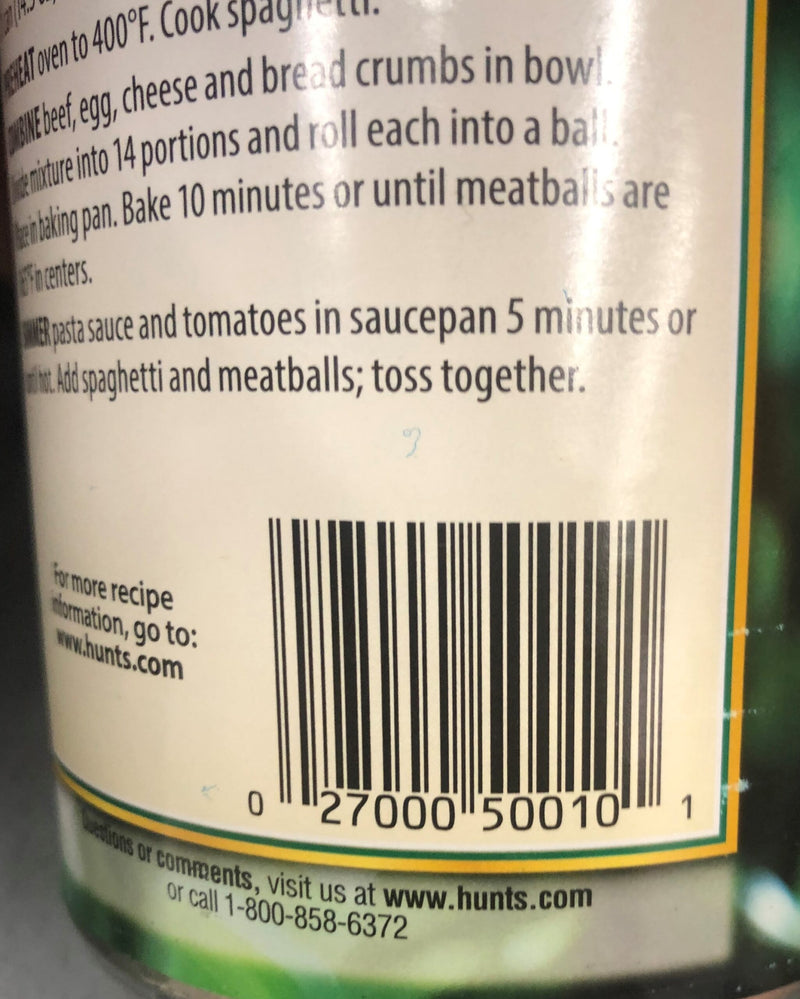 oven to 400°F. Cook spaghetti.
COMBINE beef, egg, cheese and bread crumbs in bowl.
mixture into 14 portions and roll each into a ball.
in baking pan. Bake 10 minutes or until meatballs are
in centers.
SIMMER pasta sauce and tomatoes in saucepan 5 minutes or
hot. Add spaghetti and meatballs; toss together.
For more recipe
information, go to:
www.hunts.com
0 27000 50010 1
Questions or comments, visit us at www.hunts.com
or call 1-800-858-6372